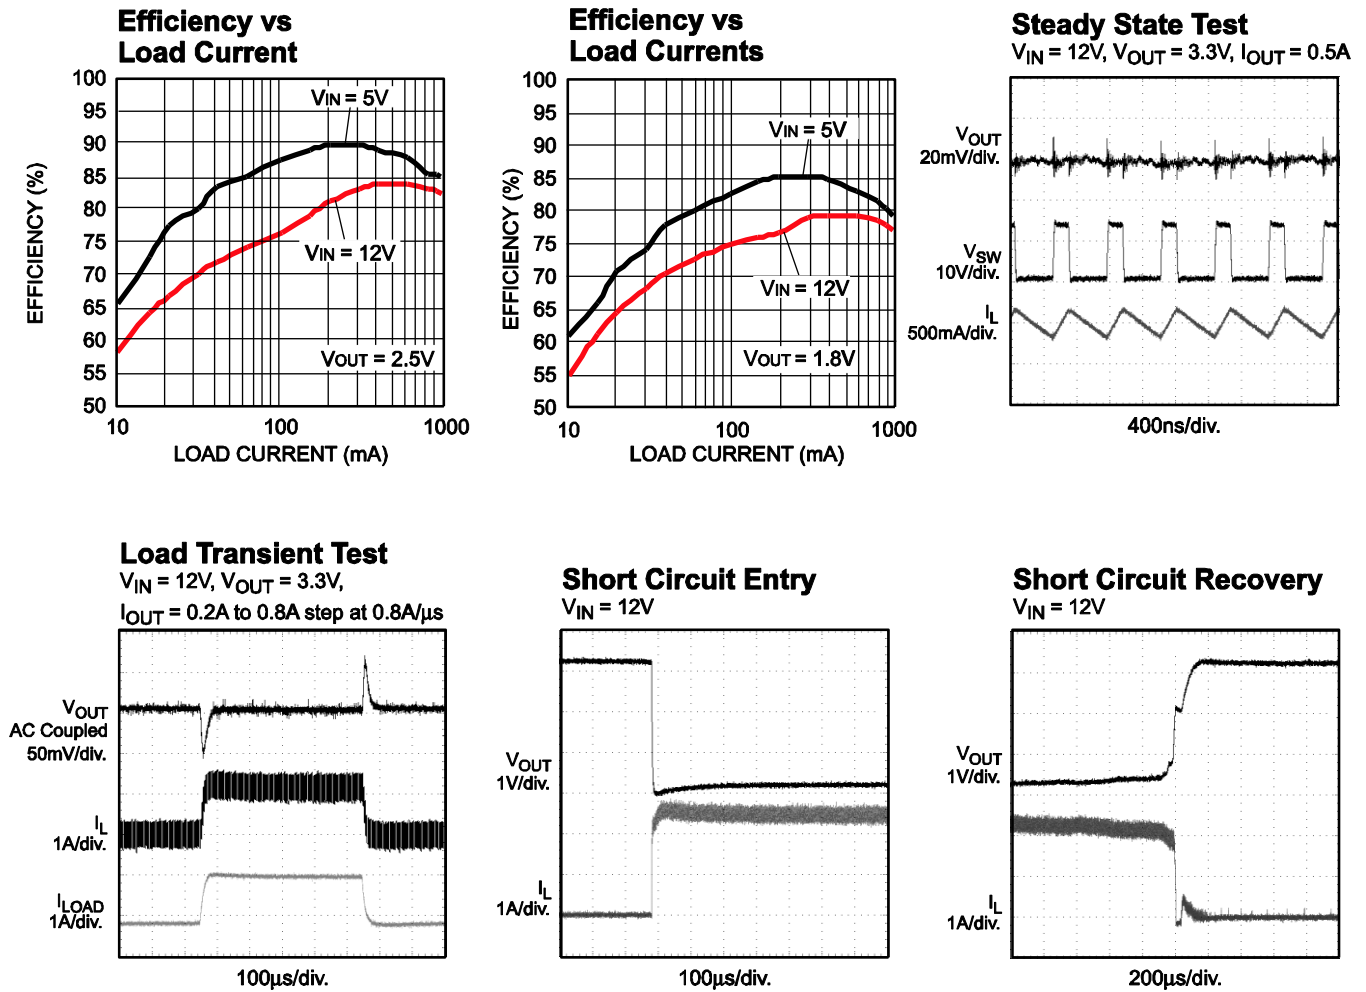 Efficiency vs
Load Current
100
95
90
85
80
75
70
65
60
55
50
EFFICIENCY (%)
VIN = 5V
VIN = 12V
VOUT = 2.5V
10
100
1000
LOAD CURRENT (mA)
Efficiency vs
Load Currents
100
95
90
85
80
75
70
65
60
55
50
EFFICIENCY (%)
VIN = 5V
VIN = 12V
VOUT = 1.8V
10
100
1000
LOAD CURRENT (mA)
Steady State Test
VIN = 12V, VOUT = 3.3V, IOUT = 0.5A
VOUT
20mV/div.
VSW
10V/div.
IL
500mA/div.
400ns/div.
Load Transient Test
VIN = 12V, VOUT = 3.3V,
IOUT = 0.2A to 0.8A step at 0.8A/µs
VOUT
AC Coupled
50mV/div.
IL
1A/div.
ILOAD
1A/div.
100µs/div.
Short Circuit Entry
VIN = 12V
VOUT
1V/div.
IL
1A/div.
100µs/div.
Short Circuit Recovery
VIN = 12V
VOUT
1V/div.
IL
1A/div.
200µs/div.